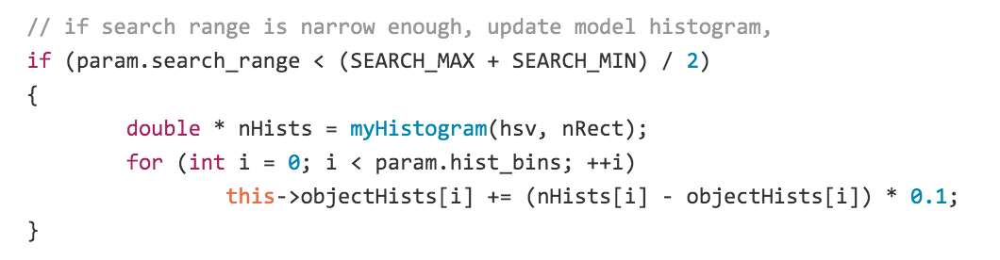 // if search range is narrow enough, update model histogram,
if (param.search_range < (SEARCH_MAX + SEARCH_MIN) / 2)
{
double * nHists = myHistogram(hsv, nRect);
for (int i = 0; i < param.hist_bins; ++i)
this->objectHists[i] += (nHists[i] - objectHists[i]) * 0.1;
}